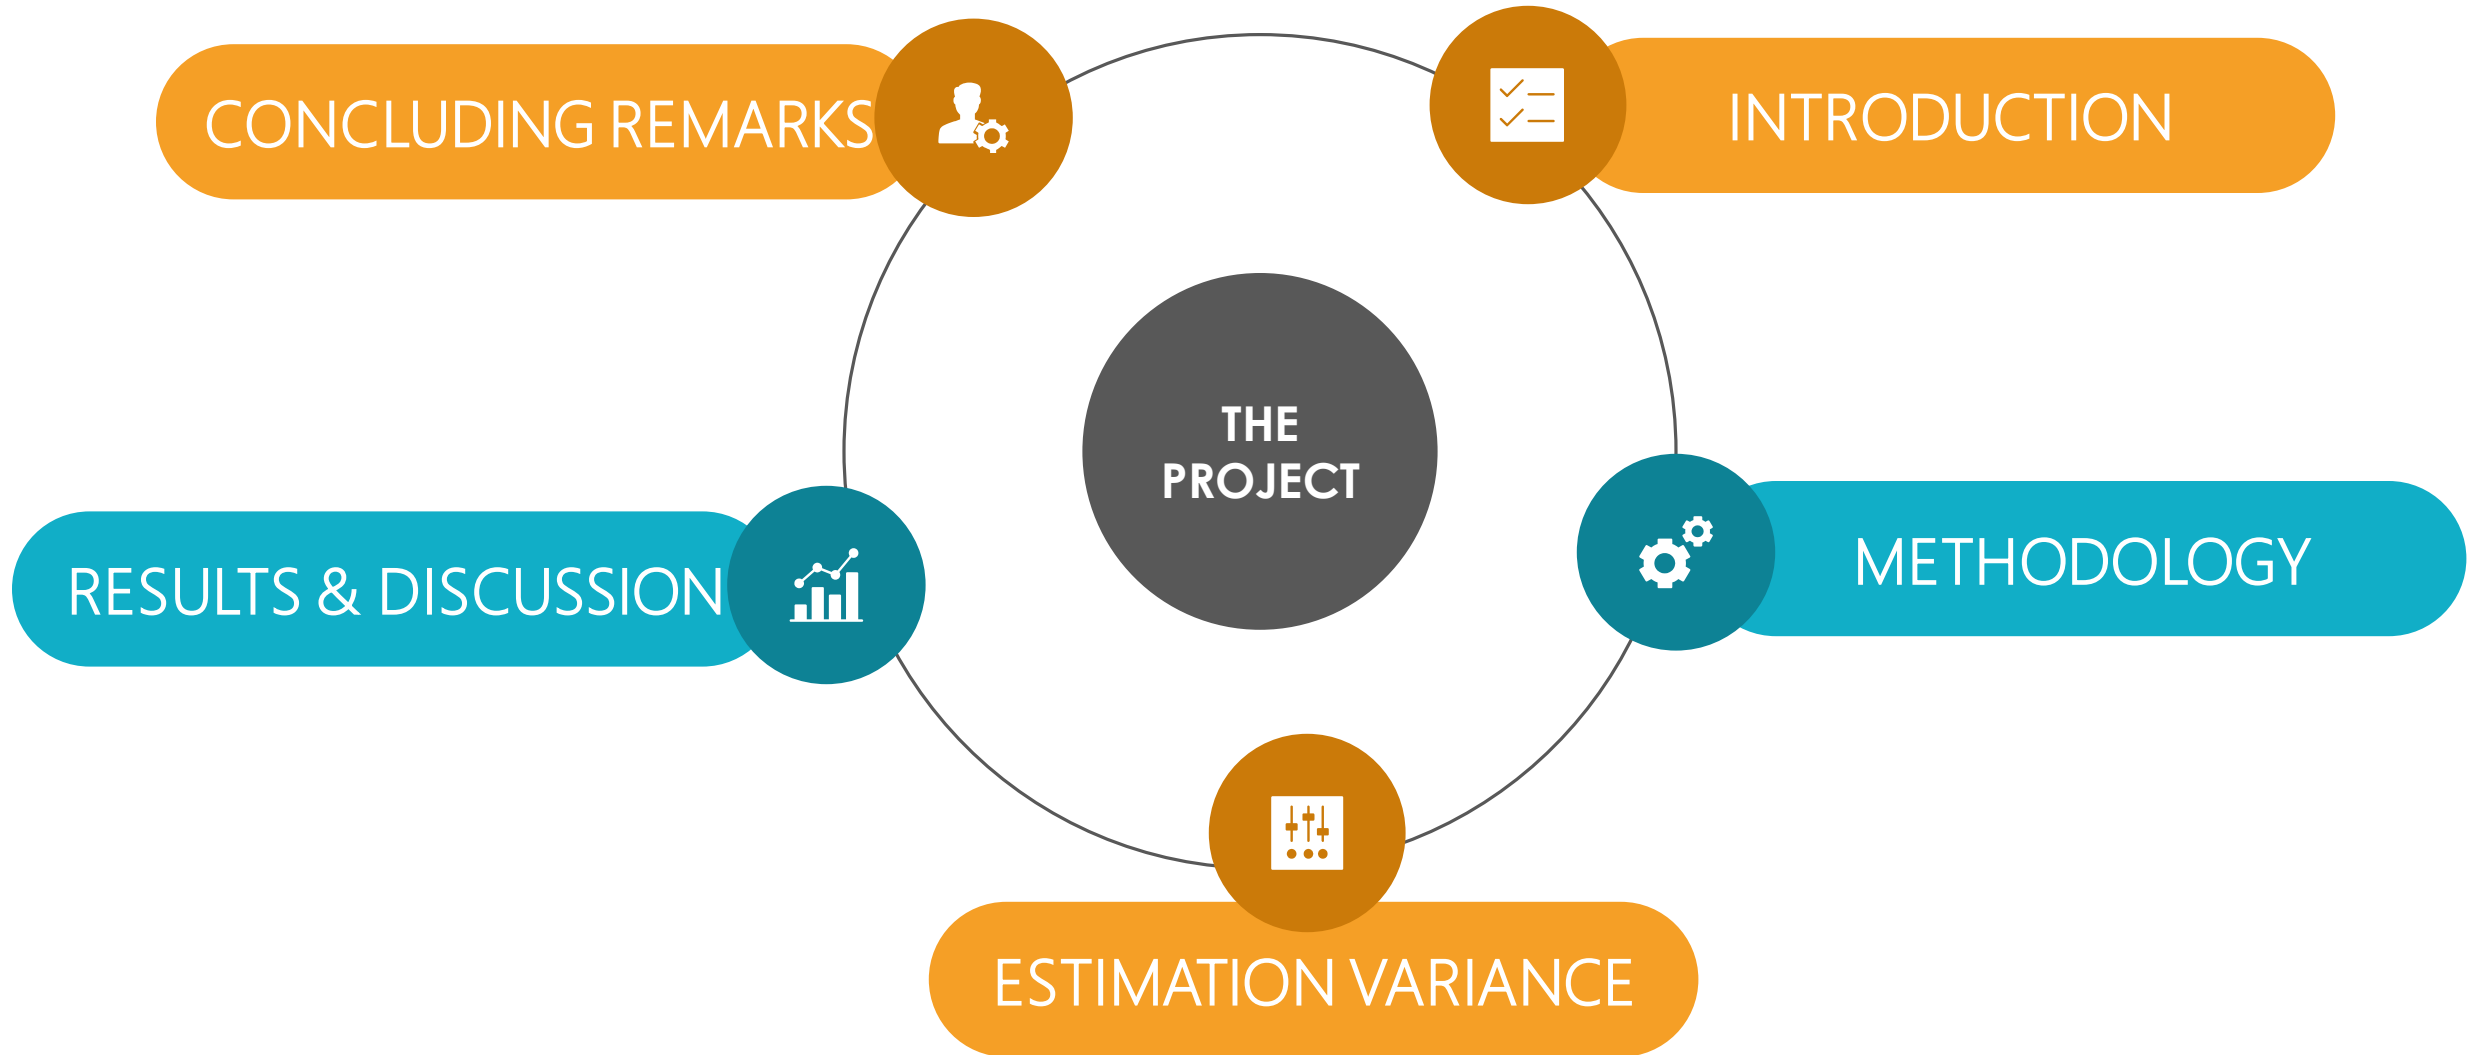 CONCLUDING REMARKS
INTRODUCTION
THE
PROJECT
RESULTS & DISCUSSION
METHODOLOGY
ESTIMATION VARIANCE